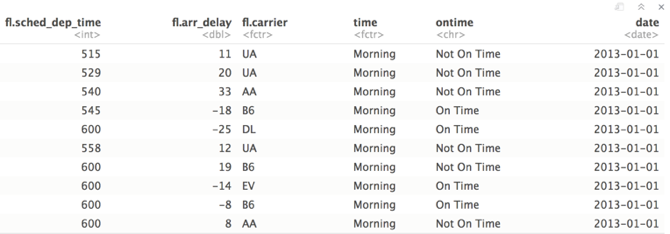 fl.sched_dep_time fl.arr_delay fl.carrier time ontime date
<int> <dbl> <fctr> <fctr> <chr> <date>
515 11 UA Morning Not On Time 2013-01-01
529 20 UA Morning Not On Time 2013-01-01
540 33 AA Morning Not On Time 2013-01-01
545 -18 B6 Morning On Time 2013-01-01
600 -25 DL Morning On Time 2013-01-01
558 12 UA Morning Not On Time 2013-01-01
600 19 B6 Morning Not On Time 2013-01-01
600 -14 EV Morning On Time 2013-01-01
600 -8 B6 Morning On Time 2013-01-01
600 8 AA Morning Not On Time 2013-01-01